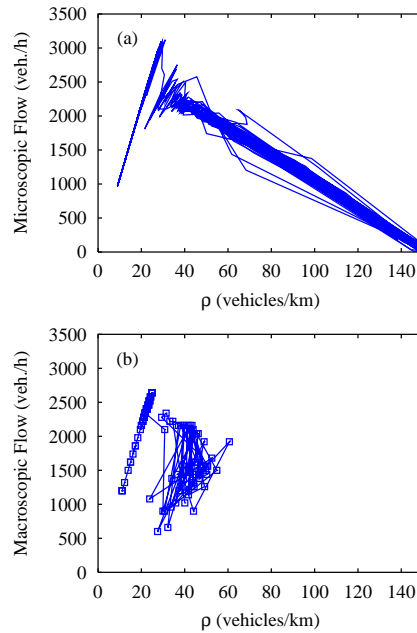 (a)
Microscopic Flow (veh./h)
3500
3000
2500
2000
1500
1000
500
0
0 20 40 60 80 100 120 140
ρ (vehicles/km)
(b)
Macroscopic Flow (veh./h)
3500
3000
2500
2000
1500
1000
500
0
0 20 40 60 80 100 120 140
ρ (vehicles/km)